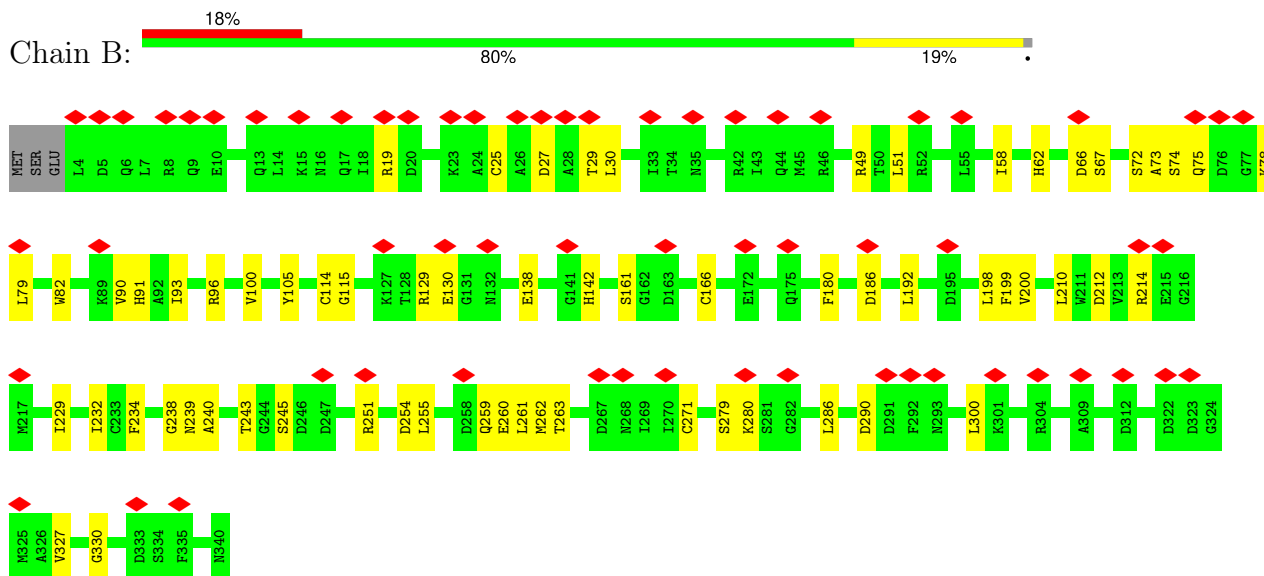 18%
Chain B:
80% 19% •
MET SER GLU L4 D5 Q6 L7 R8 Q9 E10 Q13 L14 K15 N16 Q17 I18 R19 D20 K23 A24 C25 A26 D27 A28 T29 L30 I33 T34 N35 R42 I43 Q44 M45 R46 R49 T50 L51 R52 L55 I58 H62 D66 S67 S72 A73 S74 Q75 D76 G77 K78
L79 W82 K89 V90 H91 A92 I93 R96 V100 Y105 C114 G115 K127 T128 R129 E130 G131 N132 E138 G141 H142 S161 G162 D163 C166 E172 Q175 F180 D186 L192 D195 L198 F199 V200 L210 W211 D212 V213 R214 E215 G216
M217 I229 I232 C233 F234 G238 N239 A240 T243 G244 S245 D246 D247 R251 D254 L255 D258 Q259 E260 L261 M262 T263 D267 N268 I269 I270 C271 S279 K280 S281 G282 L286 D290 D291 F292 N293 L300 K301 R304 A309 D312 D322 D323 G324
M325 A326 V327 G330 D333 S334 F335 N340